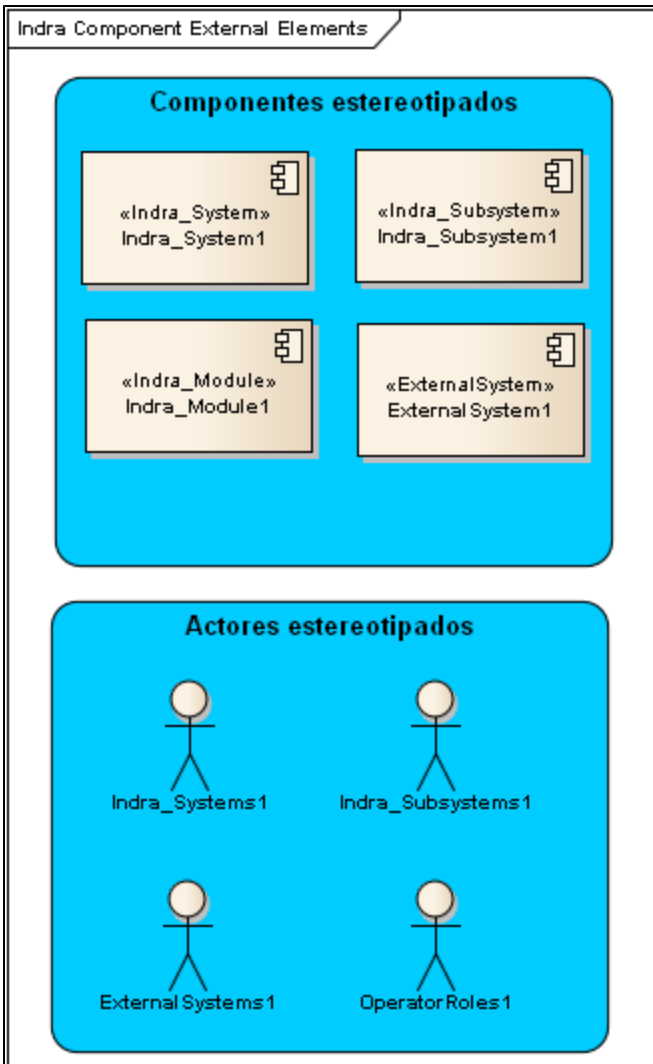 Indra Component External Elements
Componentes estereotipados
«Indra_System»
Indra_System1
«Indra_Subsystem»
Indra_Subsystem1
«Indra_Module»
Indra_Module1
«ExternalSystem»
ExternalSystem1
Actores estereotipados
Indra_Systems1
Indra_Subsystems1
ExternalSystems1
OperatorRoles1